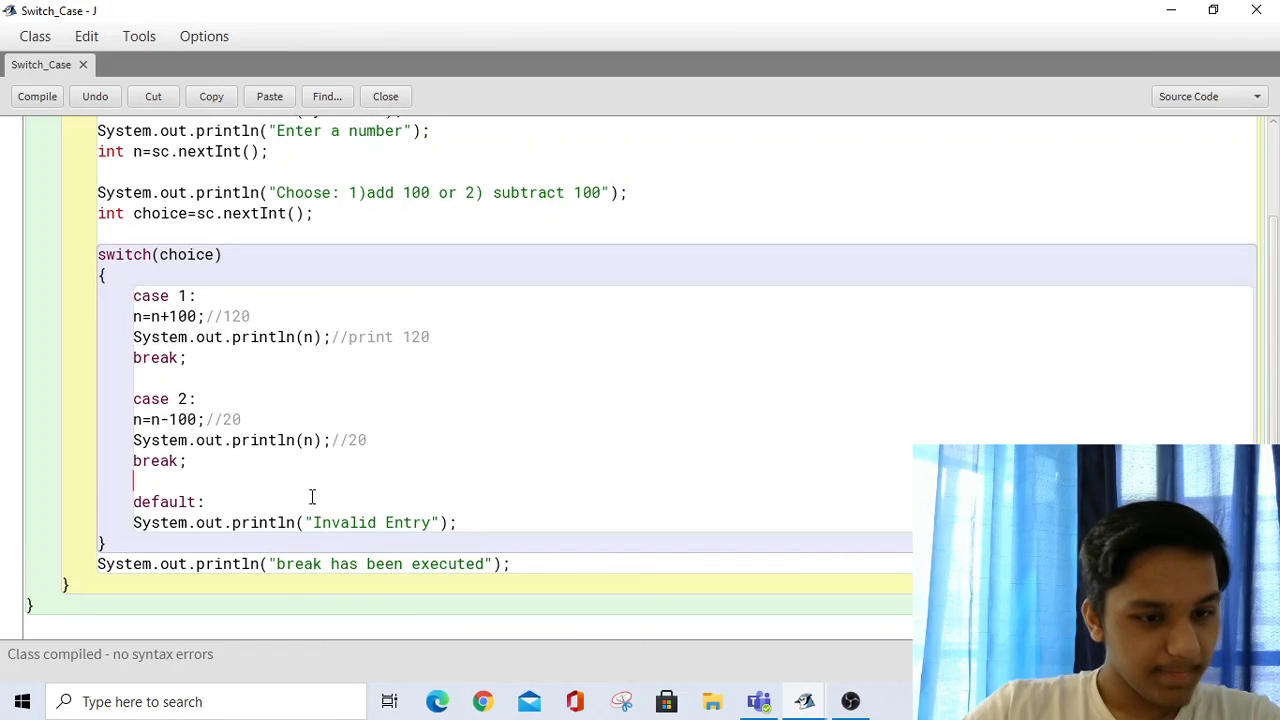 Switch_Case - J
Class Edit Tools Options
Switch_Case
Compile Undo Cut Copy Paste Find... Close Source Code
System.out.println("Enter a number");
int n=sc.nextInt();
System.out.println("Choose: 1)add 100 or 2) subtract 100");
int choice=sc.nextInt();
switch(choice)
{
case 1:
n=n+100;//120
System.out.println(n);//print 120
break;
case 2:
n=n-100;//20
System.out.println(n);//20
break;
default:
System.out.println("Invalid Entry");
}
System.out.println("break has been executed");
}
}
Class compiled - no syntax errors
Type here to search